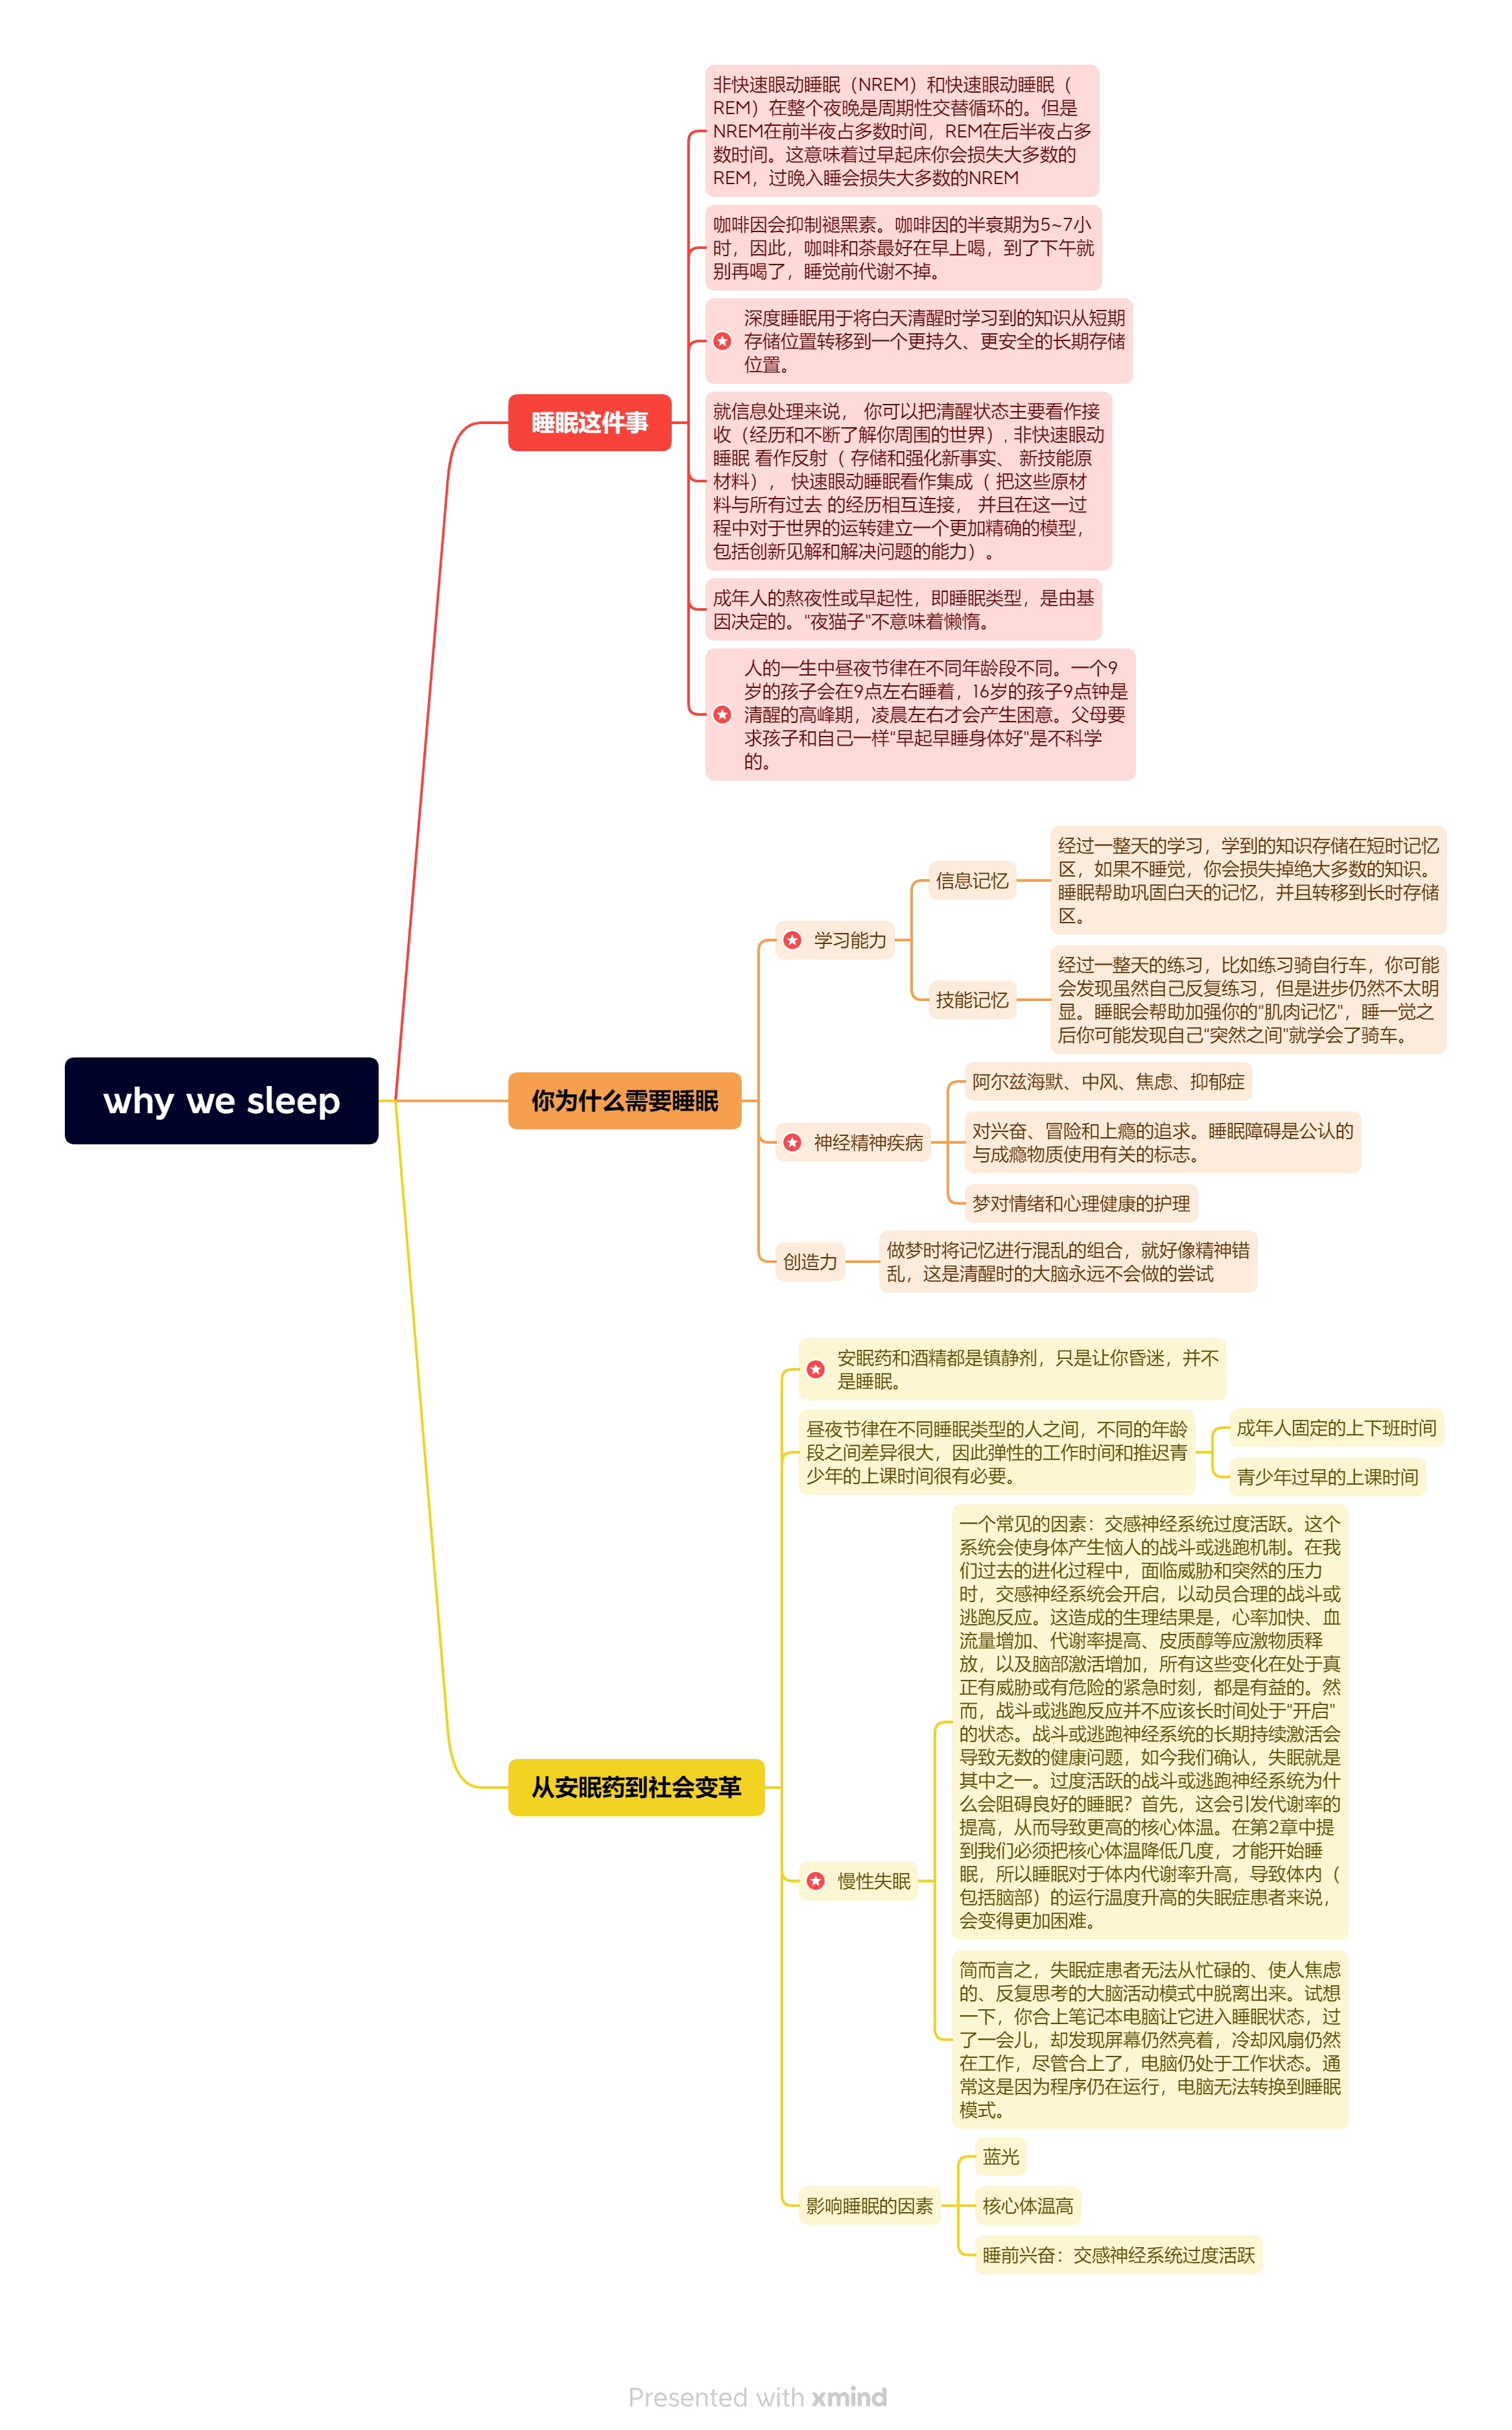 非快速眼动睡眠（NREM）和快速眼动睡眠（
REM）在整个夜晚是周期性交替循环的。但是
NREM在前半夜占多数时间，REM在后半夜占多
数时间。这意味着过早起床你会损失大多数的
REM，过晚入睡会损失大多数的NREM
咖啡因会抑制褪黑素。咖啡因的半衰期为5~7小
时，因此，咖啡和茶最好在早上喝，到了下午就
别再喝了，睡觉前代谢不掉。
深度睡眠用于将白天清醒时学习到的知识从短期
存储位置转移到一个更持久、更安全的长期存储
位置。
睡眠这件事
就信息处理来说， 你可以把清醒状态主要看作接
收（经历和不断了解你周围的世界）, 非快速眼动
睡眠 看作反射（ 存储和强化新事实、 新技能原
材料）， 快速眼动睡眠看作集成（ 把这些原材
料与所有过去 的经历相互连接， 并且在这一过
程中对于世界的运转建立一个更加精确的模型，
包括创新见解和解决问题的能力）。
成年人的熬夜性或早起性，即睡眠类型，是由基
因决定的。"夜猫子"不意味着懒惰。
人的一生中昼夜节律在不同年龄段不同。一个9
岁的孩子会在9点左右睡着，16岁的孩子9点钟是
清醒的高峰期，凌晨左右才会产生困意。父母要
求孩子和自己一样"早起早睡身体好"是不科学
的。
why we sleep
你为什么需要睡眠
学习能力
信息记忆
经过一整天的学习，学到的知识存储在短时记忆
区，如果不睡觉，你会损失掉绝大多数的知识。
睡眠帮助巩固白天的记忆，并且转移到长时存储
区。
技能记忆
经过一整天的练习，比如练习骑自行车，你可能
会发现虽然自己反复练习，但是进步仍然不太明
显。睡眠会帮助加强你的"肌肉记忆"，睡一觉之
后你可能发现自己"突然之间"就学会了骑车。
神经精神疾病
阿尔兹海默、中风、焦虑、抑郁症
对兴奋、冒险和上瘾的追求。睡眠障碍是公认的
与成瘾物质使用有关的标志。
梦对情绪和心理健康的护理
创造力
做梦时将记忆进行混乱的组合，就好像精神错
乱，这是清醒时的大脑永远不会做的尝试
从安眠药到社会变革
安眠药和酒精都是镇静剂，只是让你昏迷，并不
是睡眠。
昼夜节律在不同睡眠类型的人之间，不同的年龄
段之间差异很大，因此弹性的工作时间和推迟青
少年的上课时间很有必要。
成年人固定的上下班时间
青少年过早的上课时间
慢性失眠
一个常见的因素：交感神经系统过度活跃。这个
系统会使身体产生恼人的战斗或逃跑机制。在我
们过去的进化过程中，面临威胁和突然的压力
时，交感神经系统会开启，以动员合理的战斗或
逃跑反应。这造成的生理结果是，心率加快、血
流量增加、代谢率提高、皮质醇等应激物质释
放，以及脑部激活增加，所有这些变化在处于真
正有威胁或有危险的紧急时刻，都是有益的。然
而，战斗或逃跑反应并不应该长时间处于"开启"
的状态。战斗或逃跑神经系统的长期持续激活会
导致无数的健康问题，如今我们确认，失眠就是
其中之一。过度活跃的战斗或逃跑神经系统为什
么会阻碍良好的睡眠？首先，这会引发代谢率的
提高，从而导致更高的核心体温。在第2章中提
到我们必须把核心体温降低几度，才能开始睡
眠，所以睡眠对于体内代谢率升高，导致体内（
包括脑部）的运行温度升高的失眠症患者来说，
会变得更加困难。
简而言之，失眠症患者无法从忙碌的、使人焦虑
的、反复思考的大脑活动模式中脱离出来。试想
一下，你合上笔记本电脑让它进入睡眠状态，过
了一会儿，却发现屏幕仍然亮着，冷却风扇仍然
在工作，尽管合上了，电脑仍处于工作状态。通
常这是因为程序仍在运行，电脑无法转换到睡眠
模式。
影响睡眠的因素
蓝光
核心体温高
睡前兴奋：交感神经系统过度活跃
Presented with xmind